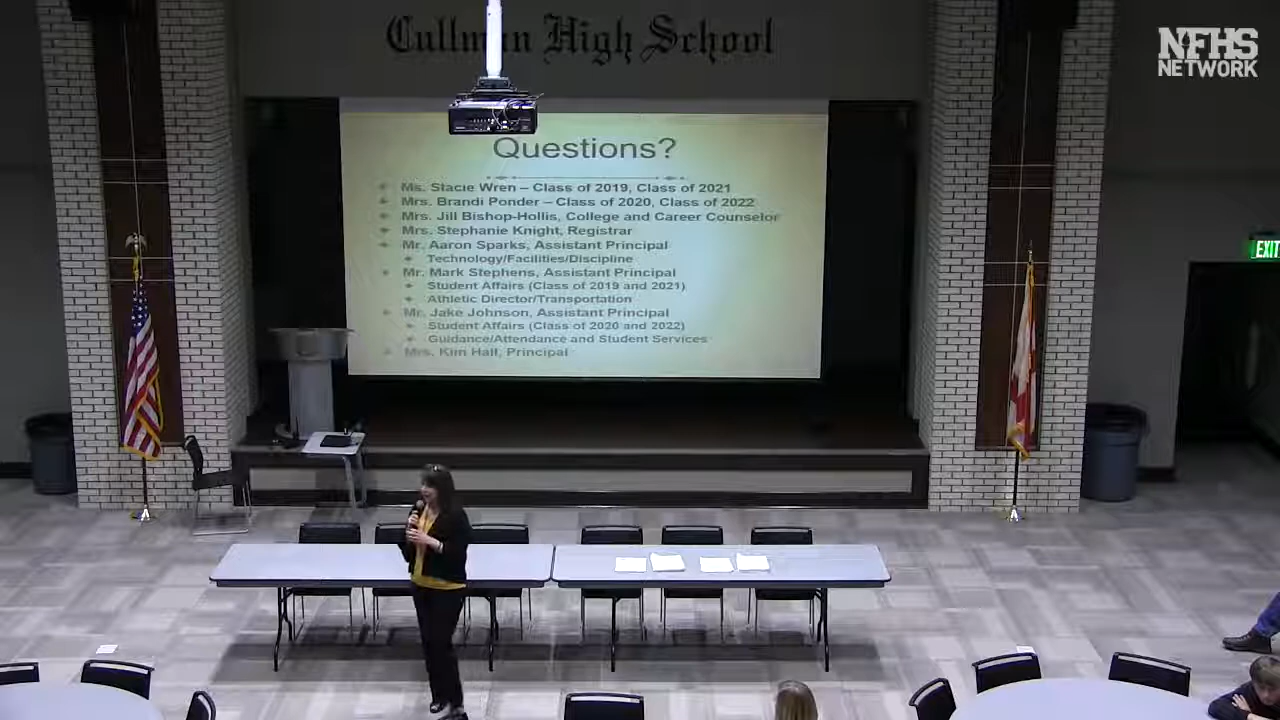 Cullman High School
NFHS
NETWORK
Questions?
Ms. Stacie Wren – Class of 2019, Class of 2021
Mrs. Brandi Ponder – Class of 2020, Class of 2022
Mrs. Jill Bishop-Hollis, College and Career Counselor
Mrs. Stephanie Knight, Registrar
Mr. Aaron Sparks, Assistant Principal
Technology/Facilities/Discipline
Mr. Mark Stephens, Assistant Principal
Student Affairs (Class of 2019 and 2021)
Athletic Director/Transportation
Mr. Jake Johnson, Assistant Principal
Student Affairs (Class of 2020 and 2022)
Guidance/Attendance and Student Services
Mrs. Kim Hall, Principal
EXIT